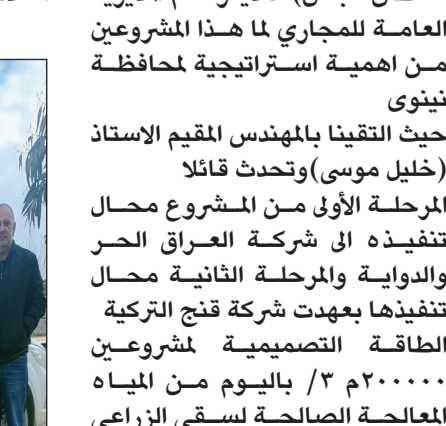 العامة للمجاري لما هذا المشروعين
من اهمية استراتيجية لمحافظة
نينوى
حيث التقينا بالمهندس المقيم الاستاذ
(خليل موسى)وتحدث قائلا
المرحلة الأولى من المشروع محال
تنفيذه الى شركة العراق الحر
والدواية والمرحلة الثانية محال
تنفيذها بعهدت شركة قنج التركية
الطاقة التصميمية لمشروعين
٢٠٠٠٠٠م ٣/ باليوم من المياه
المعالجة الصالحة لسقي الزراعي